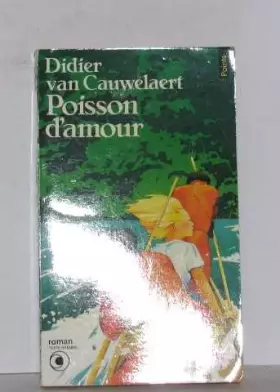 Didier
van Cauwelaert
Poisson
d'amour
Points
roman